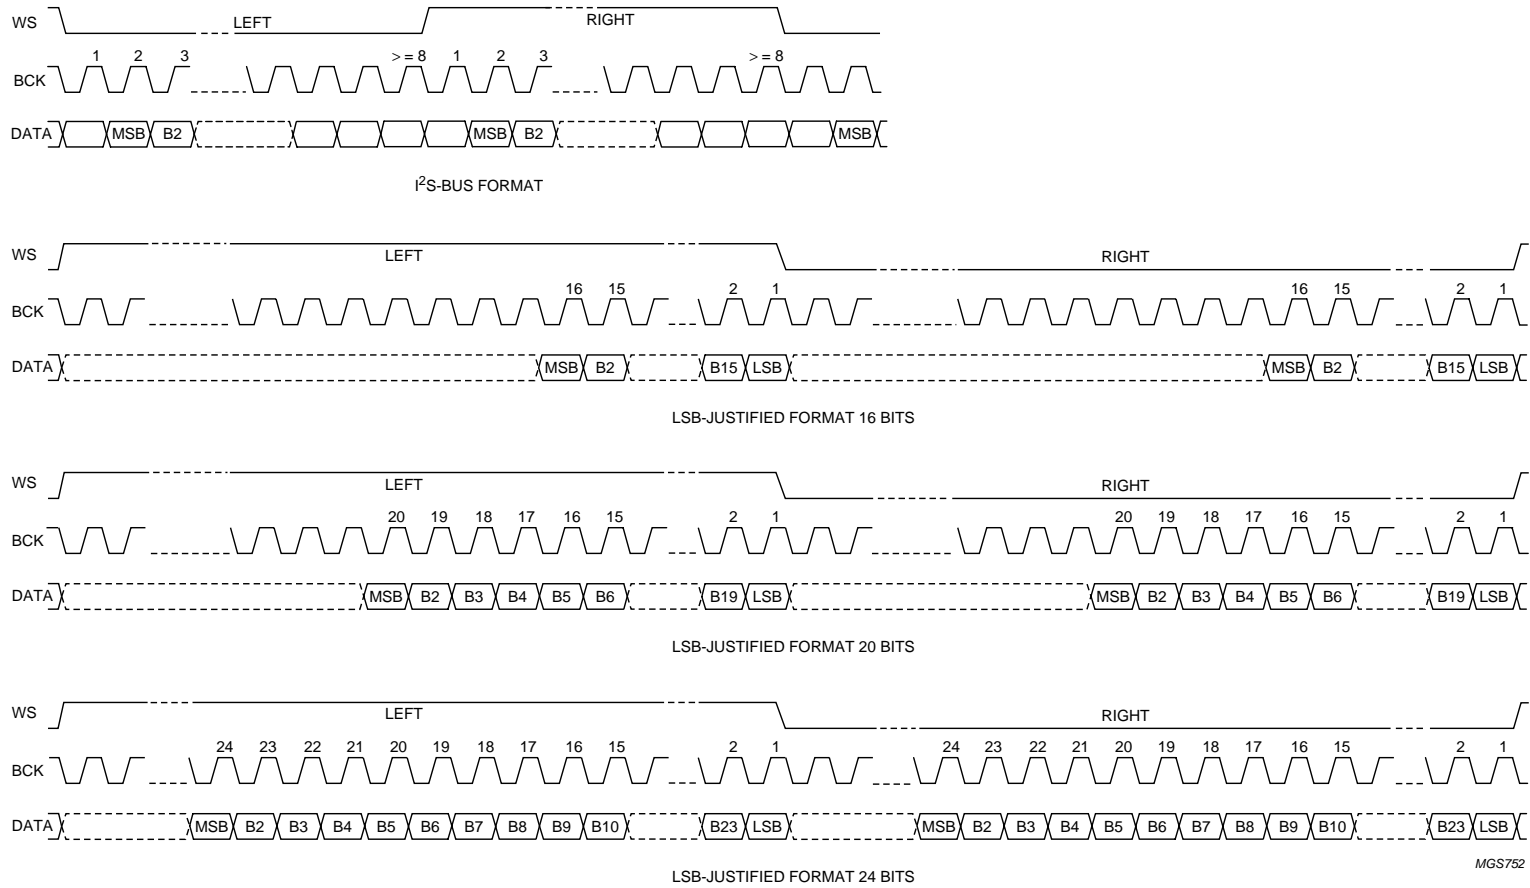 WS LEFT RIGHT
BCK 1 2 3 >=8 1 2 3 >=8
DATA MSB B2 MSB B2 MSB
I²S-BUS FORMAT
WS LEFT RIGHT
BCK 16 15 2 1 16 15 2 1
DATA MSB B2 B15 LSB MSB B2 B15 LSB
LSB-JUSTIFIED FORMAT 16 BITS
WS LEFT RIGHT
BCK 20 19 18 17 16 15 2 1 20 19 18 17 16 15 2 1
DATA MSB B2 B3 B4 B5 B6 B19 LSB MSB B2 B3 B4 B5 B6 B19 LSB
LSB-JUSTIFIED FORMAT 20 BITS
WS LEFT RIGHT
BCK 24 23 22 21 20 19 18 17 16 15 2 1 24 23 22 21 20 19 18 17 16 15 2 1
DATA MSB B2 B3 B4 B5 B6 B7 B8 B9 B10 B23 LSB MSB B2 B3 B4 B5 B6 B7 B8 B9 B10 B23 LSB
MGS752
LSB-JUSTIFIED FORMAT 24 BITS